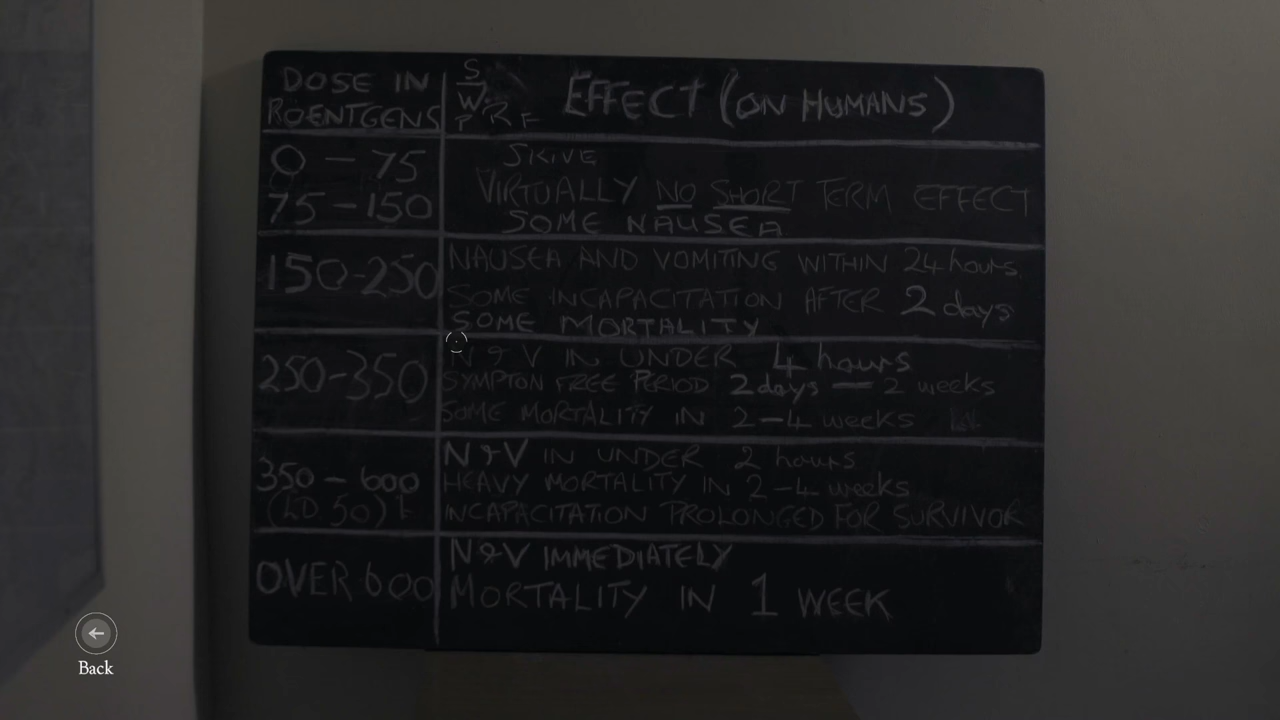 DOSE IN
ROENTGENS
S
W.
P R F
EFFECT (ON HUMANS)
0 - 75
SKIVE
VIRTUALLY NO SHORT TERM EFFECT
75 - 150
SOME NAUSEA
150-250
NAUSEA AND VOMITING WITHIN 24 hours.
SOME INCAPACITATION AFTER 2 days
SOME MORTALITY
250-350
N & V IN UNDER 4 hours
SYMPTON FREE PERIOD 2 days — 2 weeks
SOME MORTALITY IN 2-4 weeks
350 - 600
(LD.50)
N & V IN UNDER 2 hours
HEAVY MORTALITY IN 2-4 weeks
INCAPACITATION PROLONGED FOR SURVIVOR
OVER 600
N & V IMMEDIATELY
MORTALITY IN 1 WEEK
Back